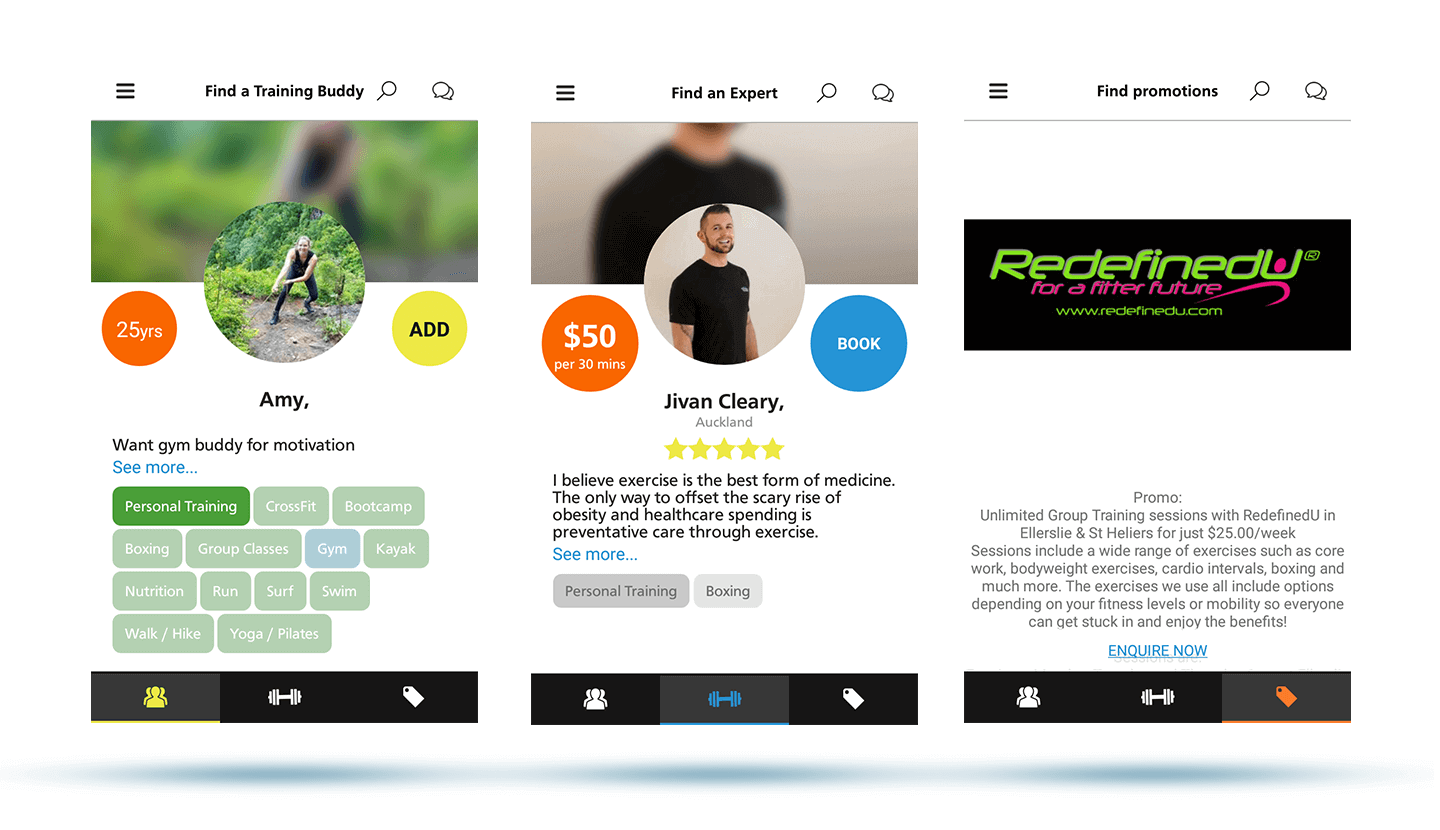 Find a Training Buddy
25yrs
ADD
Amy,
Want gym buddy for motivation
See more...
Personal Training
CrossFit
Bootcamp
Boxing
Group Classes
Gym
Kayak
Nutrition
Run
Surf
Swim
Walk / Hike
Yoga / Pilates
Find an Expert
$50
per 30 mins
BOOK
Jivan Cleary,
Auckland
I believe exercise is the best form of medicine.
The only way to offset the scary rise of
obesity and healthcare spending is
preventative care through exercise.
See more...
Personal Training
Boxing
Find promotions
RedefinedU®
for a fitter future
www.redefinedu.com
Promo:
Unlimited Group Training sessions with RedefinedU in
Ellerslie & St Heliers for just $25.00/week
Sessions include a wide range of exercises such as core
work, bodyweight exercises, cardio intervals, boxing and
much more. The exercises we use all include options
depending on your fitness levels or mobility so everyone
can get stuck in and enjoy the benefits!
ENQUIRE NOW
Sessions are: